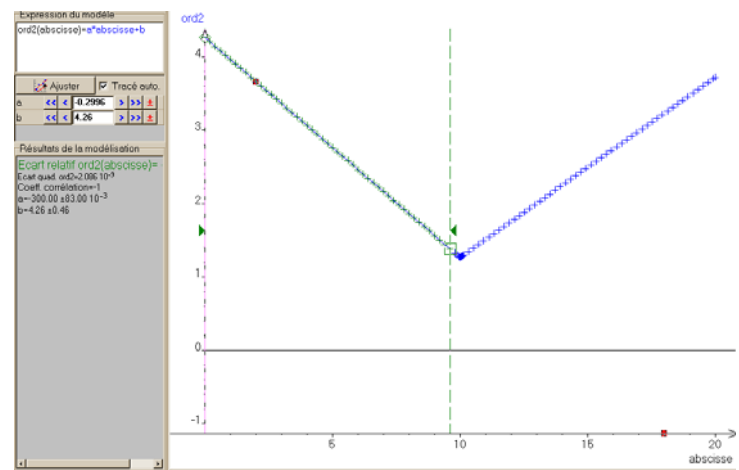 Expression du modèle
ord2(abscisse)=a*abscisse+b
Ajuster
Tracé auto.
a << < -0.2996 > >> ±
b << < 4.26 > >> ±
Résultats de la modélisation
Ecart relatif ord2(abscisse)=
Ecart quad. ord2=2.086 10-9
Coeff. corrélation=-1
a=-300.00 ±83.00 10-3
b=4.26 ±0.46
ord2
4
3
2
1
0
-1
5 10 15 20
abscisse